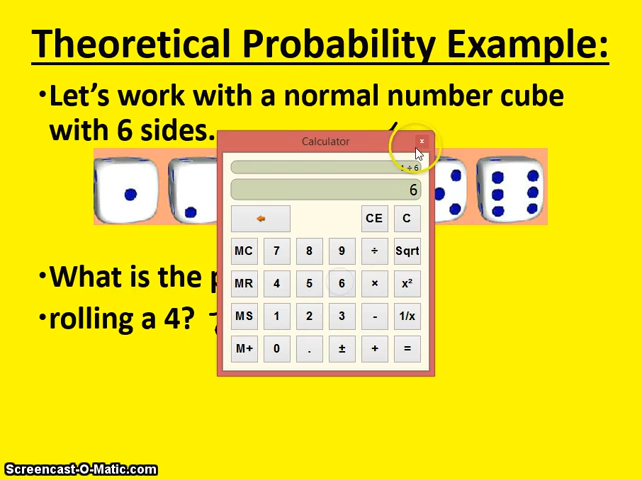 Theoretical Probability Example:
•Let's work with a normal number cube
with 6 sides.
Calculator
÷ 6
6
CE C
MC 7 8 9 ÷ Sqrt
MR 4 5 6 × x²
MS 1 2 3 - 1/x
M+ 0 . ± + =
•What is the
•rolling a 4?
Screencast-O-Matic.com